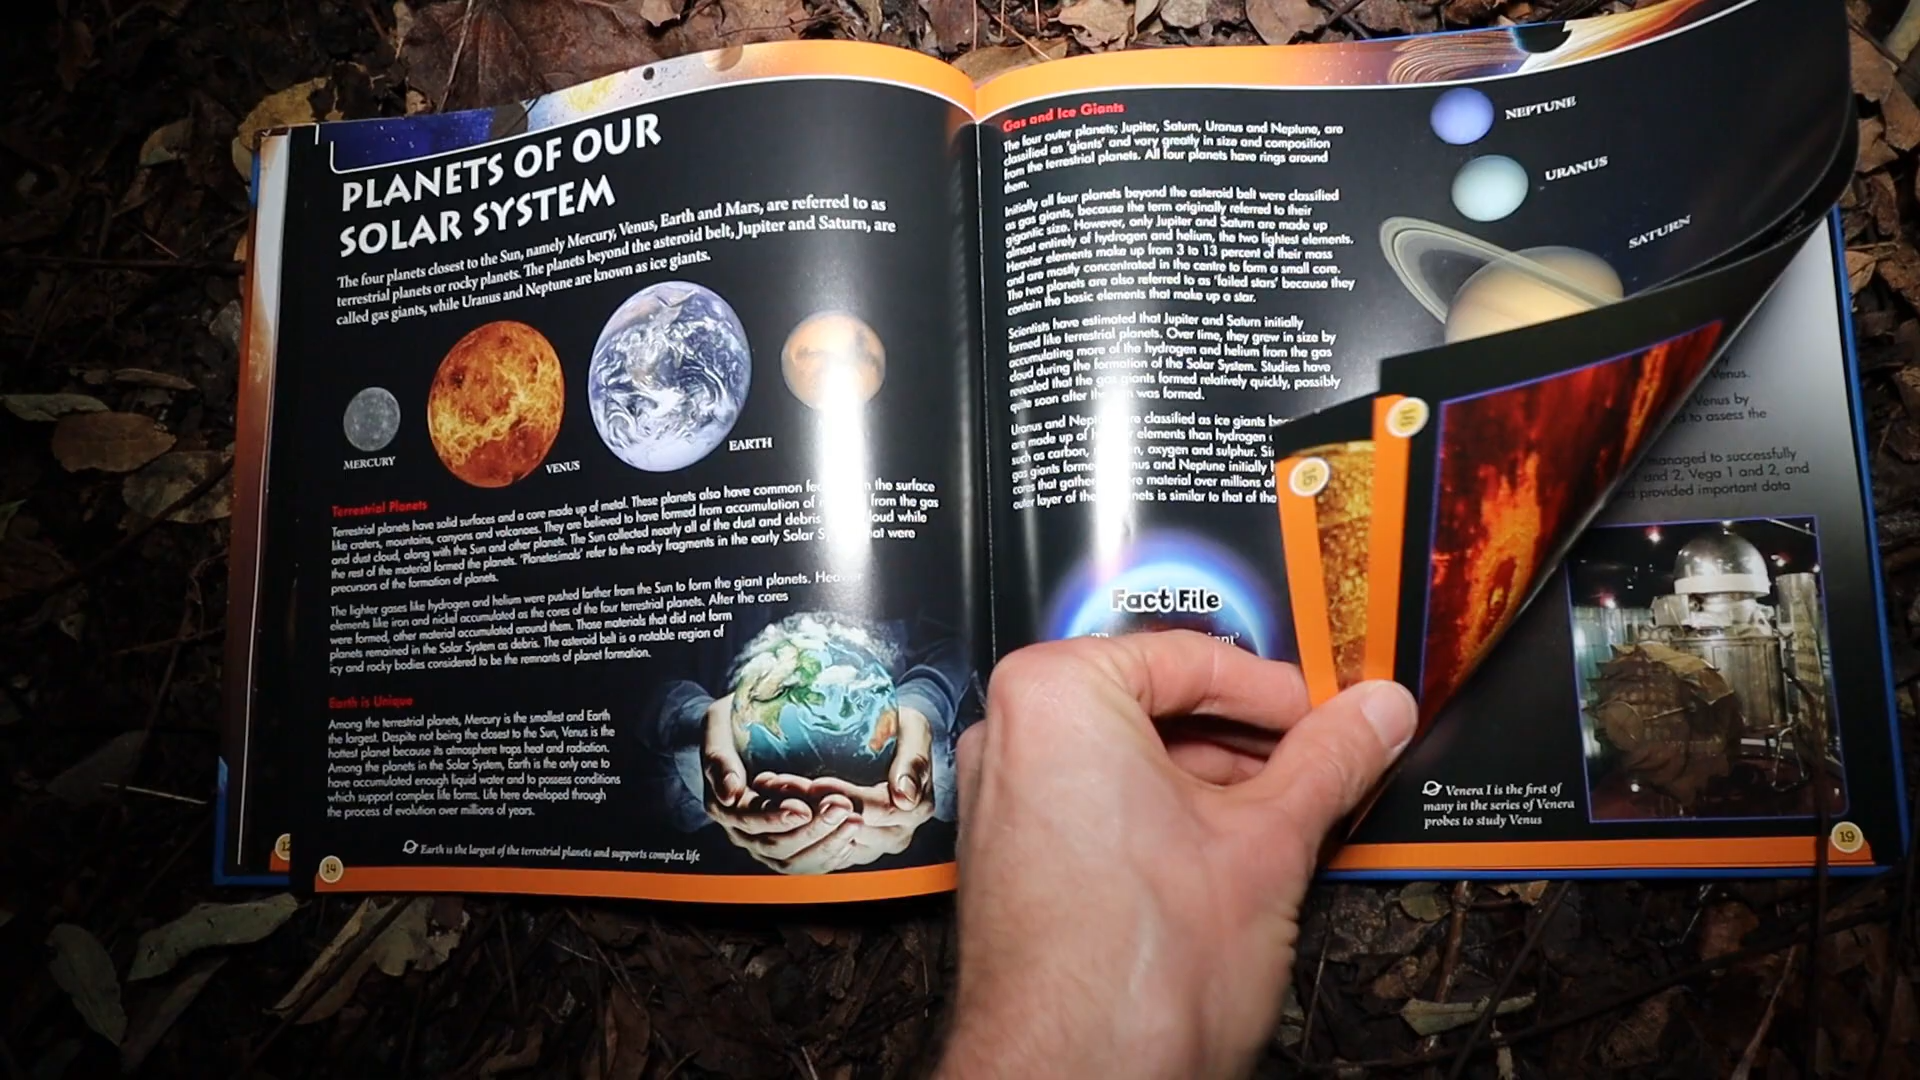 PLANETS OF OUR
SOLAR SYSTEM
The four planets closest to the Sun, namely Mercury, Venus, Earth and Mars, are referred to as
terrestrial planets or rocky planets. The planets beyond the asteroid belt, Jupiter and Saturn, are
called gas giants, while Uranus and Neptune are known as ice giants.
MERCURY
VENUS
EARTH
Terrestrial Planets
Terrestrial planets have solid surfaces and a core made up of metal. These planets also have common the surface
like craters, mountains, canyons and volcanoes. They are believed to have formed from accumulation of from the gas
and dust cloud, along with the Sun and other planets. The Sun collected nearly all of the dust and debris while
the rest of the material formed the planets. 'Planetesimals' refer to the rocky fragments in the early Solar were
precursors of the formation of planets.
The lighter gases like hydrogen and helium were pushed farther from the Sun to form the giant planets.
elements like iron and nickel accumulated as the cores of the four terrestrial planets. After the cores
were formed, other material accumulated around them. Those materials that did not form
planets remained in the Solar System as debris. The asteroid belt is a notable region of
icy and rocky bodies considered to be the remnants of planet formation.
Earth is Unique
Among the terrestrial planets, Mercury is the smallest and Earth
the largest. Despite not being the closest to the Sun, Venus is the
hottest planet because its atmosphere traps heat and radiation.
Among the planets in the Solar System, Earth is the only one to
have accumulated enough liquid water and to possess conditions
which support complex life forms. Life here developed through
the process of evolution over millions of years.
Earth is the largest of the terrestrial planets and supports complex life
14
Gas and Ice Giants
The four outer planets; Jupiter, Saturn, Uranus and Neptune, are
classified as 'giants' and vary greatly in size and composition
from the terrestrial planets. All four planets have rings around
them.
Initially all four planets beyond the asteroid belt were classified
as gas giants, because the term originally referred to their
gigantic size. However, only Jupiter and Saturn are made up
almost entirely of hydrogen and helium, the two lightest elements.
Heavier elements make up from 3 to 13 percent of their mass
and are mostly concentrated in the centre to form a small core.
The two planets are also referred to as 'failed stars' because they
contain the basic elements that make up a star.
Scientists have estimated that Jupiter and Saturn initially
formed like terrestrial planets. Over time, they grew in size by
accumulating more of the hydrogen and helium from the gas
cloud during the formation of the Solar System. Studies have
revealed that the gas giants formed relatively quickly, possibly
quite soon after the was formed.
Uranus and classified as ice giants
are made up of elements than hydrogen
such as carbon, oxygen and sulphur.
gas giants and Neptune initially
cores that material over millions of
outer layer of the is similar to that of the
Fact File
NEPTUNE
URANUS
SATURN
16
Venus.
Venus by
to assess the
managed to successfully
and 2, Vega 1 and 2, and
provided important data
Venera I is the first of
many in the series of Venera
probes to study Venus
19